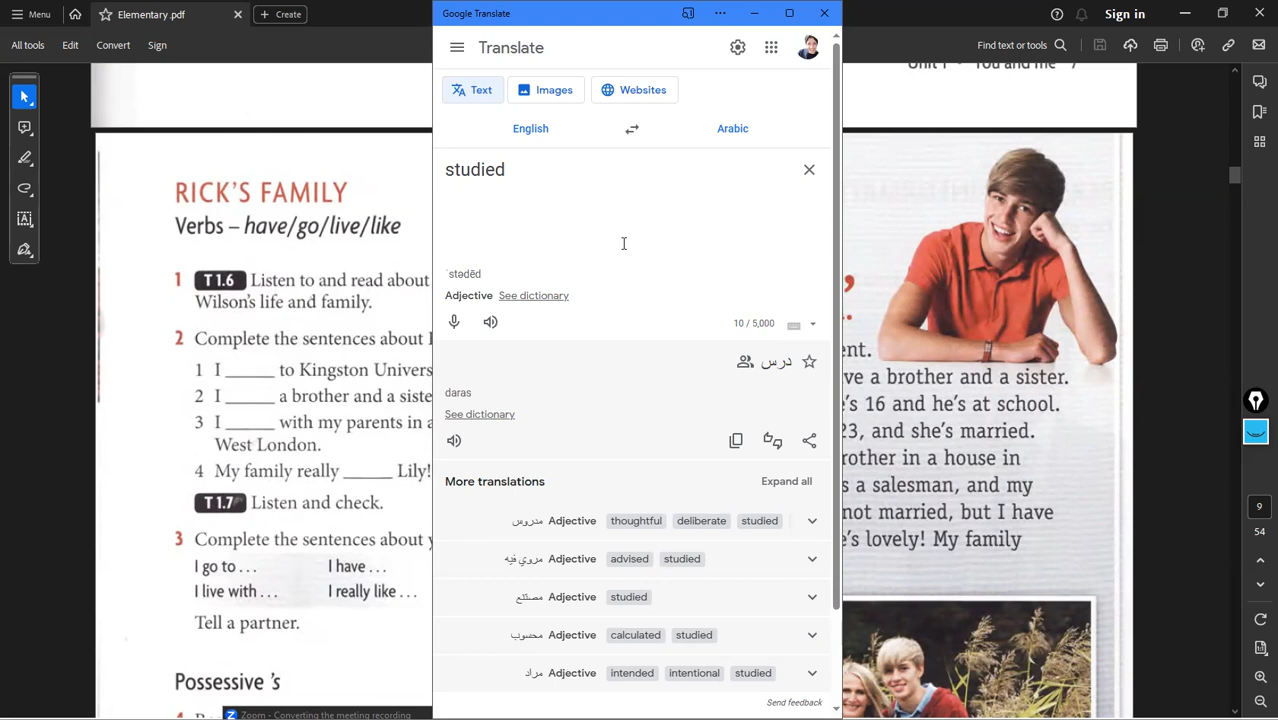 Menu
Elementary .pdf
Create
Sign in
All tools
Edit
Convert
Sign
Find text or tools
RICK'S FAMILY
Verbs – have/go/live/like
1 T 1.6 Listen to and read about
Wilson's life and family.
2 Complete the sentences about
1 I ______ to Kingston Univers
2 I ______ a brother and a siste
3 I ______ with my parents in a
West London.
4 My family really ______ Lily!
T 1.7 Listen and check.
3 Complete the sentences about y
I go to . . . I have . . .
I live with . . . I really like . . .
Tell a partner.
Possessive 's
Zoom - Converting the meeting recording
Google Translate
Translate
Text
Images
Websites
English
Arabic
studied
ˈstədēd
Adjective See dictionary
10 / 5,000
درس
daras
See dictionary
More translations
Expand all
مدروس Adjective thoughtful deliberate studied
مروي فيه Adjective advised studied
مصطنع Adjective studied
محسوب Adjective calculated studied
مراد Adjective intended intentional studied
Send feedback
Unit 1 • You and me 7
ent.
ve a brother and a sister.
e's 16 and he's at school.
23, and she's married.
rother in a house in
s a salesman, and my
not married, but I have
e's lovely! My family
9
54